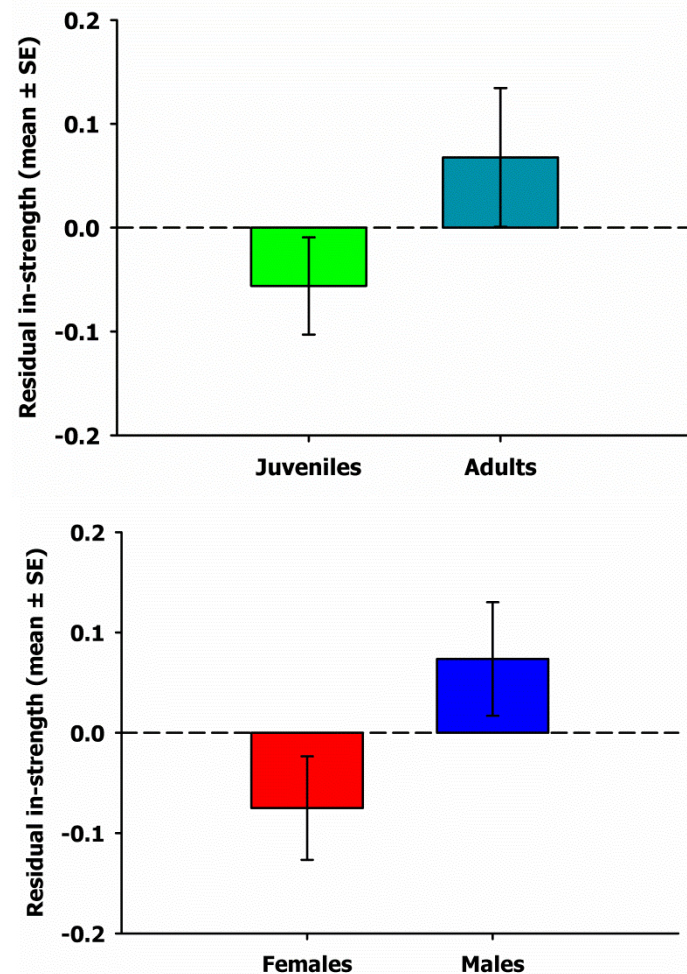 Residual in-strength (mean ± SE)
0.2
0.1
0.0
-0.1
-0.2
Juveniles Adults
Residual in-strength (mean ± SE)
0.2
0.1
0.0
-0.1
-0.2
Females Males